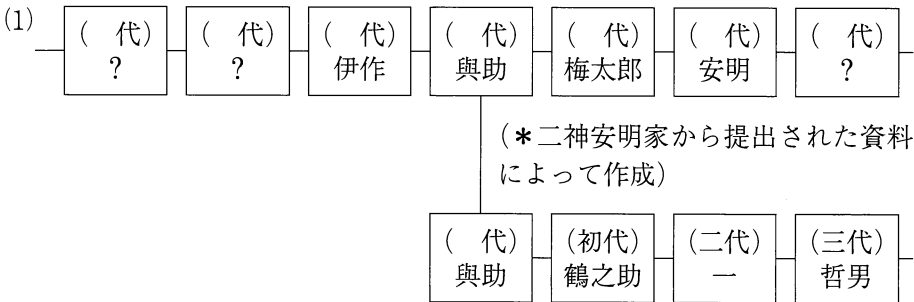 (1)
(　代) (　代) (　代) (　代) (　代) (　代) (　代)
? ? 伊作 與助 梅太郎 安明 ?
(＊二神安明家から提出された資料
によって作成)
(　代) (初代) (二代) (三代)
與助 鶴之助 一 哲男